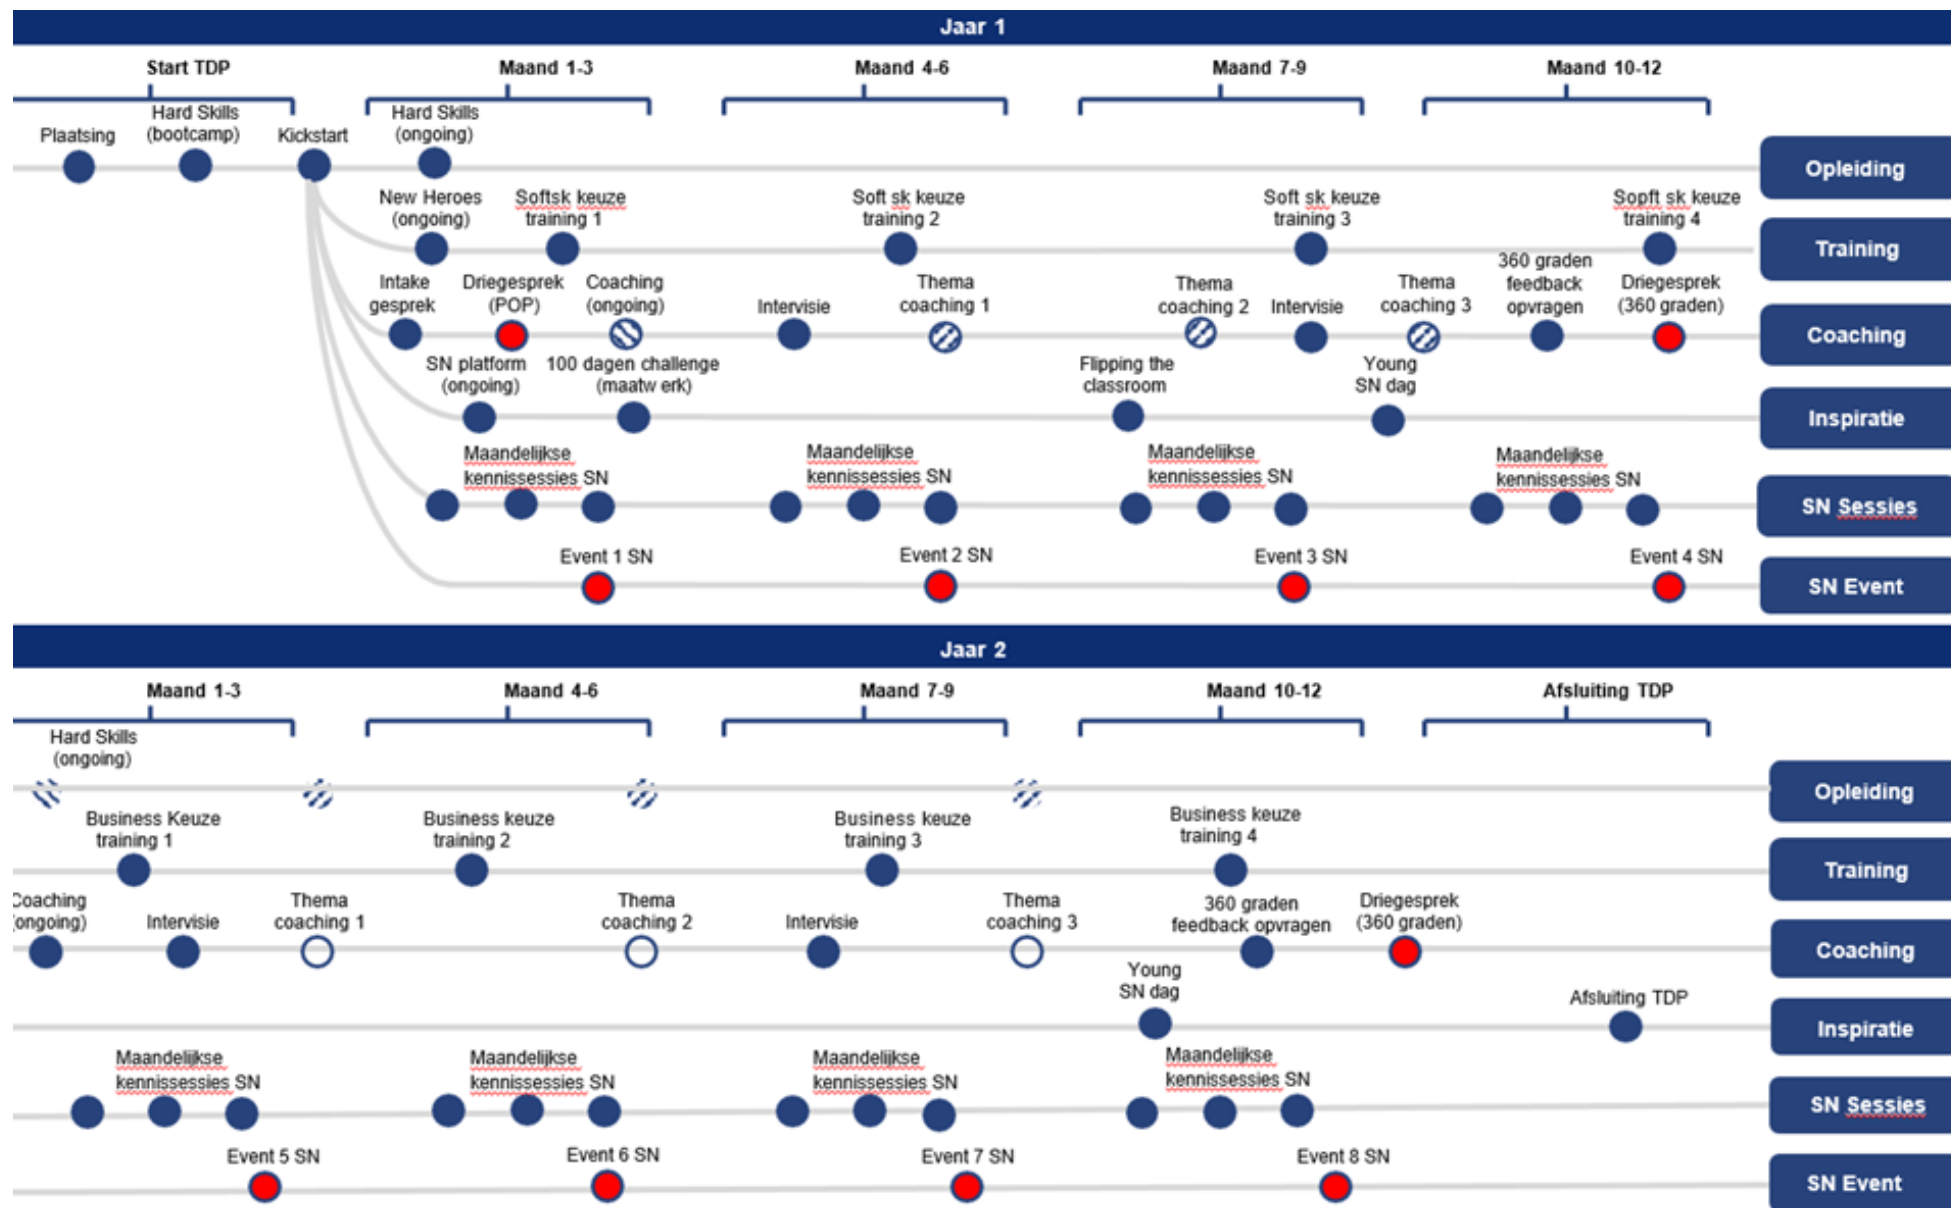 Jaar 1
Start TDP
Maand 1-3
Maand 4-6
Maand 7-9
Maand 10-12
Plaatsing
Hard Skills
(bootcamp)
Kickstart
Hard Skills
(ongoing)
Opleiding
New Heroes
(ongoing)
Softsk keuze
training 1
Soft sk keuze
training 2
Soft sk keuze
training 3
Sopft sk keuze
training 4
Training
Intake
gesprek
Driegesprek
(POP)
Coaching
(ongoing)
Intervisie
Thema
coaching 1
Thema
coaching 2
Intervisie
Thema
coaching 3
360 graden
feedback
opvragen
Driegesprek
(360 graden)
Coaching
SN platform
(ongoing)
100 dagen challenge
(maatw erk)
Flipping the
classroom
Young
SN dag
Inspiratie
Maandelijkse
kennissessies SN
Maandelijkse
kennissessies SN
Maandelijkse
kennissessies SN
Maandelijkse
kennissessies SN
SN Sessies
Event 1 SN
Event 2 SN
Event 3 SN
Event 4 SN
SN Event
Jaar 2
Maand 1-3
Maand 4-6
Maand 7-9
Maand 10-12
Afsluiting TDP
Hard Skills
(ongoing)
Opleiding
Business Keuze
training 1
Business keuze
training 2
Business keuze
training 3
Business keuze
training 4
Training
Coaching
(ongoing)
Intervisie
Thema
coaching 1
Thema
coaching 2
Intervisie
Thema
coaching 3
360 graden
feedback opvragen
Driegesprek
(360 graden)
Coaching
Young
SN dag
Afsluiting TDP
Inspiratie
Maandelijkse
kennissessies SN
Maandelijkse
kennissessies SN
Maandelijkse
kennissessies SN
Maandelijkse
kennissessies SN
SN Sessies
Event 5 SN
Event 6 SN
Event 7 SN
Event 8 SN
SN Event